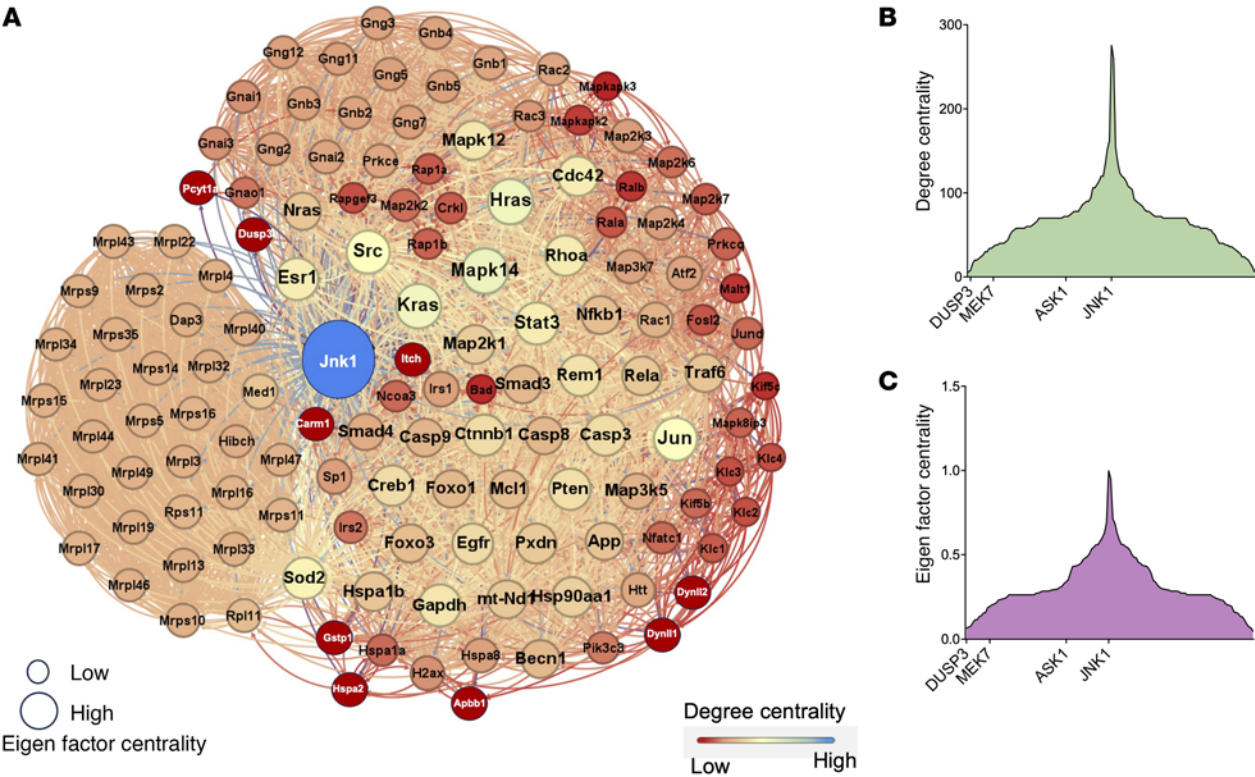 A
Gng3
Gnb4
Gng12
Gng11
Gnb1
Gng5
Rac2
Gnb5
Mapkapk3
Gnai1
Gnb3
Gnb2
Gng7
Rac3
Mapkapk2
Map2k3
Mapk12
Gnai3
Gng2
Gnai2
Prkce
Rap1a
Cdc42
Map2k6
Pcyt1a
Gnao1
Rapgef3
Map2k2
Crkl
Hras
Ralb
Map2k7
Nras
Rala
Map2k4
Dusp3
Rap1b
Prkcq
Mrpl43
Mrpl22
Src
Rhoa
Esr1
Mapk14
Map3k7
Atf2
Mrpl4
Malt1
Mrps9
Mrps2
Kras
Nfkb1
Rac1
Fosl2
Dap3
Mrpl40
Stat3
Jund
Mrps35
Mrpl34
Map2k1
Jnk1
Itch
Mrps14
Mrpl32
Rem1
Rela
Traf6
Mrpl23
Med1
Ncoa3
Irs1
Bad
Smad3
Kif5c
Mrps15
Mrps16
Mrps5
Carm1
Smad4
Casp9
Ctnnb1
Casp8
Casp3
Jun
Mapk8ip3
Mrpl44
Hibch
Mrpl41
Mrpl49
Mrpl3
Mrpl47
Klc4
Klc3
Sp1
Creb1
Foxo1
Mcl1
Pten
Map3k5
Mrpl30
Mrpl16
Kif5b
Klc2
Rps11
Mrps11
Mrpl19
Irs2
Nfatc1
Foxo3
Egfr
Pxdn
App
Klc1
Mrpl17
Mrpl33
Mrpl13
Mrpl46
Sod2
Hspa1b
Gapdh
mt-Nd1
Hsp90aa1
Htt
Dynll2
Mrps10
Rpl11
Gstp1
Hspa1a
Hspa8
Becn1
Pik3c3
Dynll1
H2ax
Hspa2
Apbb1
Low
High
Eigen factor centrality
Degree centrality
Low
High
B
Degree centrality
300
200
100
0
DUSP3
MEK7
ASK1
JNK1
C
Eigen factor centrality
1.5
1.0
0.5
0.0
DUSP3
MEK7
ASK1
JNK1